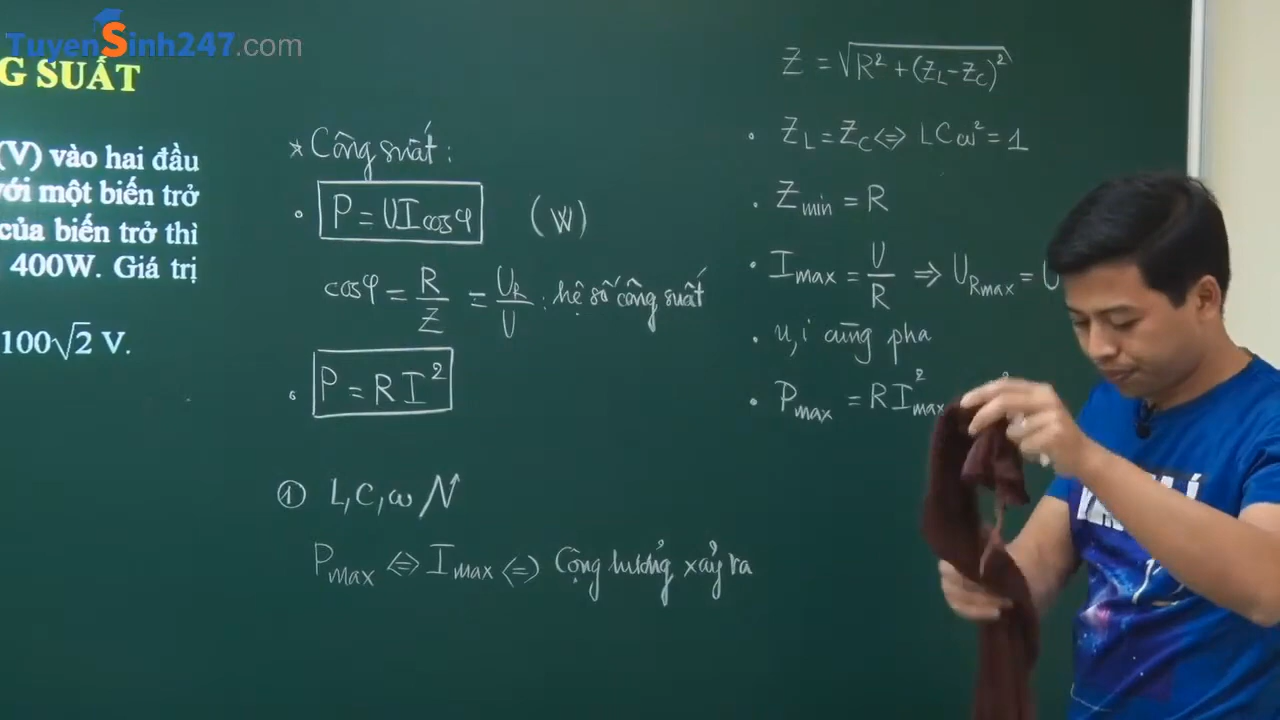 TuyenSinh247.com
G SUẤT
(V) vào hai đầu
với một biến trở
của biến trở thì
400W. Giá trị
100√2 V.
* Công suất:
• P = UIcosφ (W)
cosφ = R/Z = U_R/U : hệ số công suất
• P = RI²
① L, C, ω
P_max ⇔ I_max ⇔ Cộng hưởng xảy ra
Z = √(R² + (Z_L - Z_C)²)
• Z_L = Z_C ⇔ LCω² = 1
• Z_min = R
• I_max = U/R ⇒ U_Rmax = U
• u, i cùng pha
• P_max = RI²_max